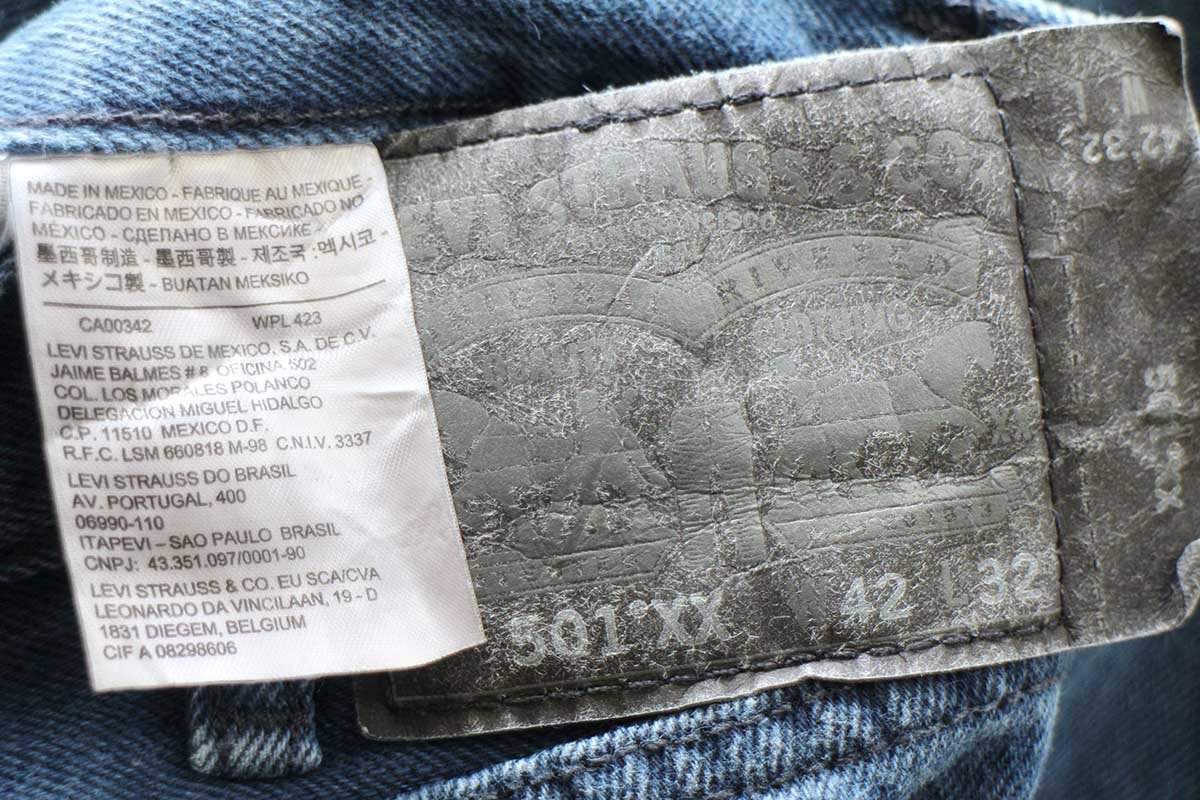 MADE IN MEXICO - FABRIQUE AU MEXIQUE -
FABRICADO EN MEXICO - FABRICADO NO
MÉXICO - СДЕЛАНО В МЕКСИКЕ -
墨西哥制造 - 墨西哥製 - 제조국 :멕시코 -
メキシコ製 - BUATAN MEKSIKO
CA00342 WPL 423
LEVI STRAUSS DE MEXICO, S.A. DE C.V.
JAIME BALMES # 8, OFICINA 502
COL. LOS MORALES POLANCO
DELEGACION MIGUEL HIDALGO
C.P. 11510 MEXICO D.F.
R.F.C. LSM 660818 M-98 C.N.I.V. 3337
LEVI STRAUSS DO BRASIL
AV. PORTUGAL, 400
06990-110
ITAPEVI – SAO PAULO BRASIL
CNPJ: 43.351.097/0001-90
LEVI STRAUSS & CO. EU SCA/CVA
LEONARDO DA VINCILAAN, 19 - D
1831 DIEGEM, BELGIUM
CIF A 08298606
LEVI STRAUSS & CO
ORIGINAL RIVETED
CLOTHING
501 XX W 42 L 32
W L
42 32